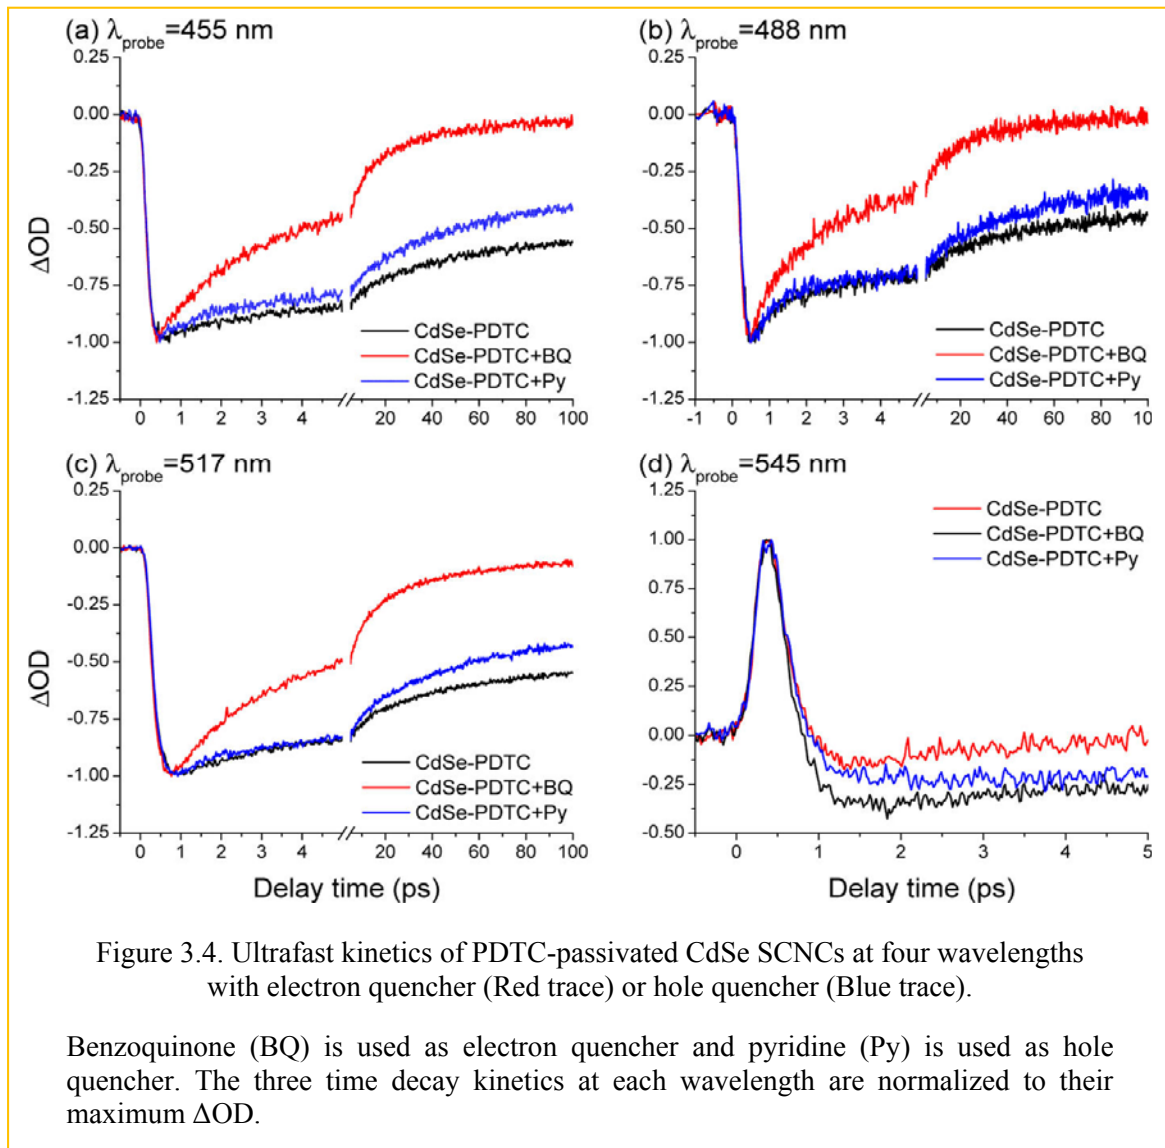 (a) λprobe=455 nm
0.25
0.00
-0.25
-0.50
-0.75
-1.00
-1.25
ΔOD
CdSe-PDTC
CdSe-PDTC+BQ
CdSe-PDTC+Py
0 1 2 3 4 // 20 40 60 80 100
(b) λprobe=488 nm
0.25
0.00
-0.25
-0.50
-0.75
-1.00
-1.25
CdSe-PDTC
CdSe-PDTC+BQ
CdSe-PDTC+Py
-1 0 1 2 3 4 // 20 40 60 80 10
(c) λprobe=517 nm
0.25
0.00
-0.25
-0.50
-0.75
-1.00
-1.25
ΔOD
CdSe-PDTC
CdSe-PDTC+BQ
CdSe-PDTC+Py
0 1 2 3 4 // 20 40 60 80 100
Delay time (ps)
(d) λprobe=545 nm
1.25
1.00
0.75
0.50
0.25
0.00
-0.25
-0.50
CdSe-PDTC
CdSe-PDTC+BQ
CdSe-PDTC+Py
0 1 2 3 4 5
Delay time (ps)
Figure 3.4. Ultrafast kinetics of PDTC-passivated CdSe SCNCs at four wavelengths
with electron quencher (Red trace) or hole quencher (Blue trace).
Benzoquinone (BQ) is used as electron quencher and pyridine (Py) is used as hole
quencher. The three time decay kinetics at each wavelength are normalized to their
maximum ΔOD.